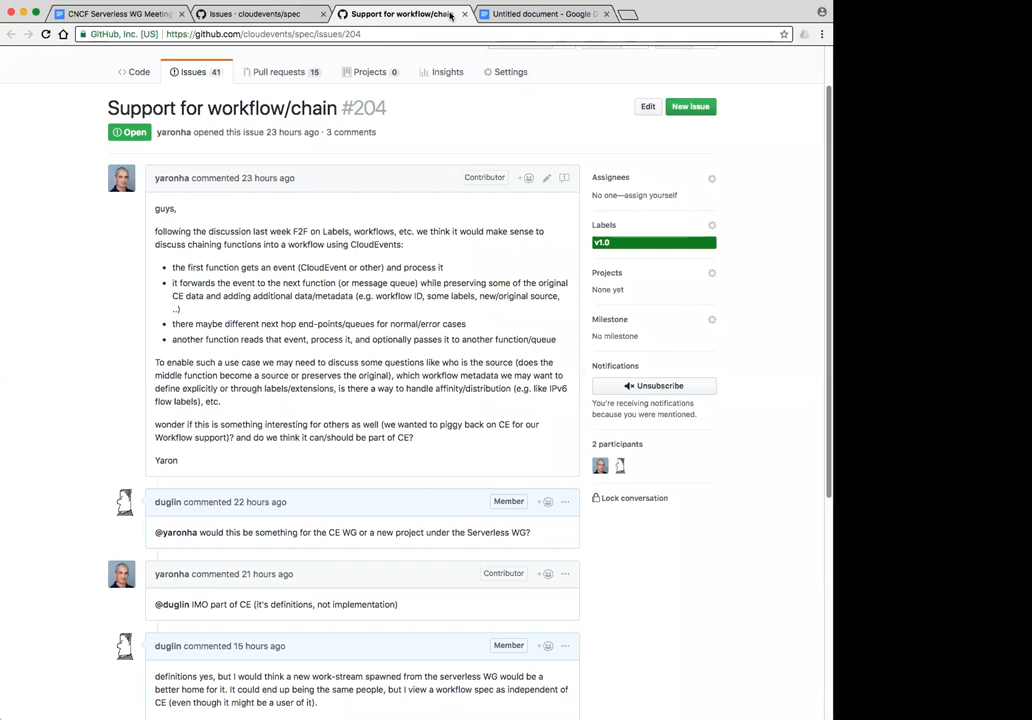 CNCF Serverless WG Meeting
Issues · cloudevents/spec
Support for workflow/chain
Untitled document - Google D
GitHub, Inc. [US]
https://github.com/cloudevents/spec/issues/204
<> Code
Issues 41
Pull requests 15
Projects 0
Insights
Settings
Support for workflow/chain #204
Edit
New issue
Open
yaronha opened this issue 23 hours ago · 3 comments
yaronha commented 23 hours ago
Contributor
guys,
following the discussion last week F2F on Labels, workflows, etc. we think it would make sense to
discuss chaining functions into a workflow using CloudEvents:
• the first function gets an event (CloudEvent or other) and process it
• it forwards the event to the next function (or message queue) while preserving some of the original
CE data and adding additional data/metadata (e.g. workflow ID, some labels, new/original source,
..)
• there maybe different next hop end-points/queues for normal/error cases
• another function reads that event, process it, and optionally passes it to another function/queue
To enable such a use case we may need to discuss some questions like who is the source (does the
middle function become a source or preserves the original), which workflow metadata we may want to
define explicitly or through labels/extensions, is there a way to handle affinity/distribution (e.g. like IPv6
flow labels), etc.
wonder if this is something interesting for others as well (we wanted to piggy back on CE for our
Workflow support)? and do we think it can/should be part of CE?
Yaron
duglin commented 22 hours ago
Member
@yaronha would this be something for the CE WG or a new project under the Serverless WG?
yaronha commented 21 hours ago
Contributor
@duglin IMO part of CE (it's definitions, not implementation)
duglin commented 15 hours ago
Member
definitions yes, but I would think a new work-stream spawned from the serverless WG would be a
better home for it. It could end up being the same people, but I view a workflow spec as independent of
CE (even though it might be a user of it).
Assignees
No one—assign yourself
Labels
v1.0
Projects
None yet
Milestone
No milestone
Notifications
Unsubscribe
You're receiving notifications
because you were mentioned.
2 participants
Lock conversation